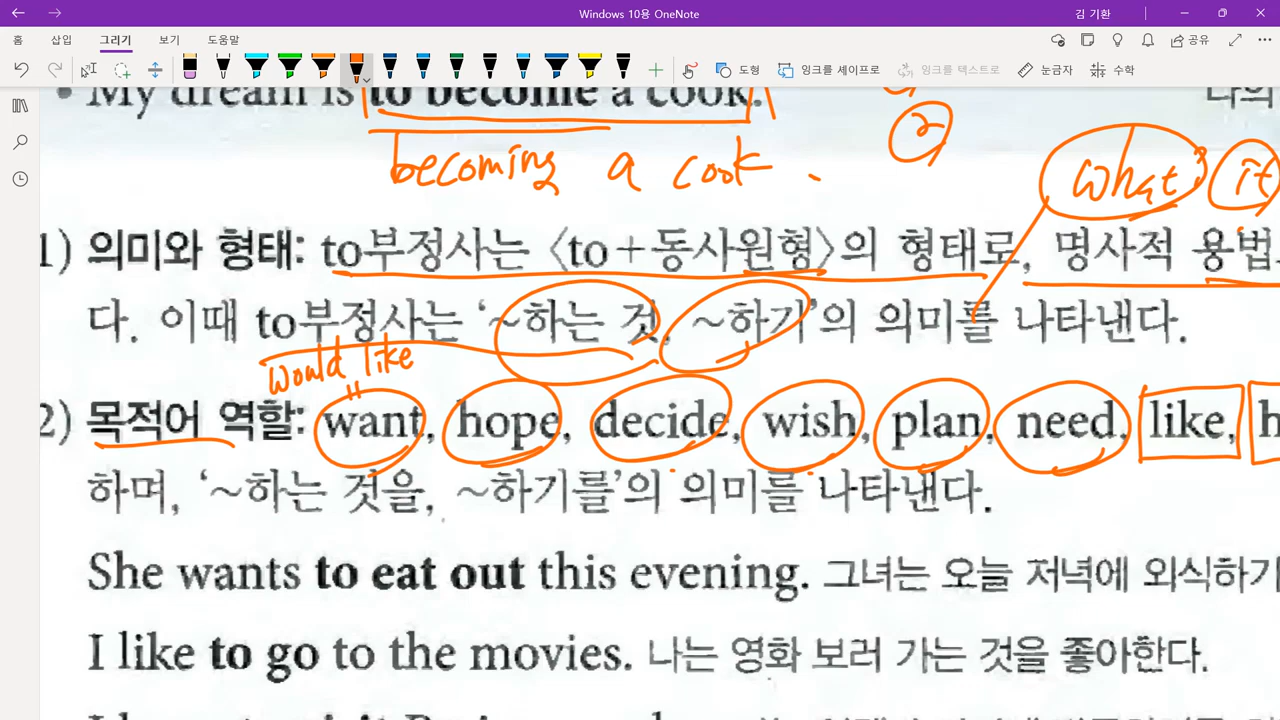 Windows 10용 OneNote
김 기환
홈 삽입 그리기 보기 도움말
공유
도형 잉크를 셰이프로 잉크를 텍스트로 눈금자 수학
• My dream is to become a cook. 나의
②
becoming a cook.
what it
1) 의미와 형태: to부정사는 〈to+동사원형〉의 형태로, 명사적 용법으
다. 이때 to부정사는 '~하는 것, ~하기'의 의미를 나타낸다.
would like
"
2) 목적어 역할: want, hope, decide, wish, plan, need, like, h
하며, '~하는 것을, ~하기를'의 의미를 나타낸다.
She wants to eat out this evening. 그녀는 오늘 저녁에 외식하기
I like to go to the movies. 나는 영화 보러 가는 것을 좋아한다.